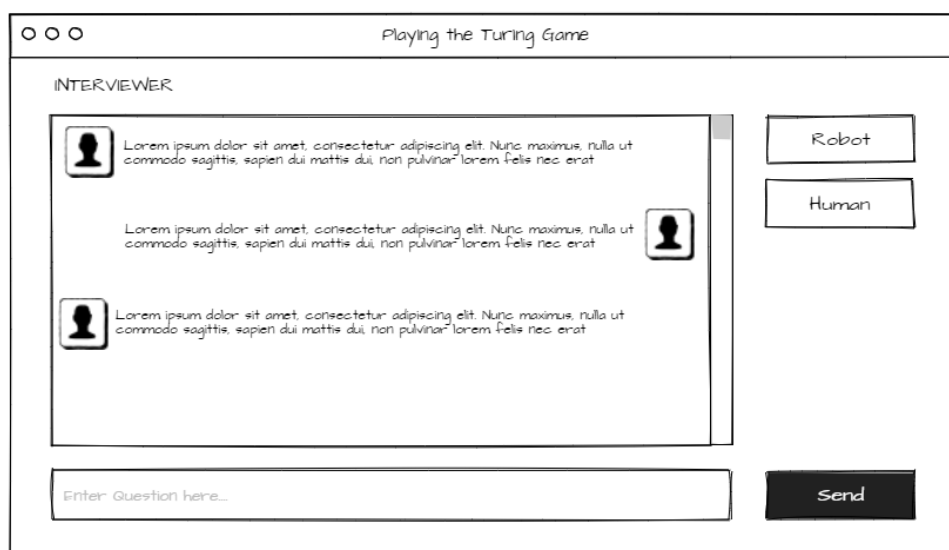 Playing the Turing Game
INTERVIEWER
Lorem ipsum dolor sit amet, consectetur adipiscing elit. Nunc maximus, nulla ut
commodo sagittis, sapien dui mattis dui, non pulvinar lorem felis nec erat
Robot
Human
Lorem ipsum dolor sit amet, consectetur adipiscing elit. Nunc maximus, nulla ut
commodo sagittis, sapien dui mattis dui, non pulvinar lorem felis nec erat
Lorem ipsum dolor sit amet, consectetur adipiscing elit. Nunc maximus, nulla ut
commodo sagittis, sapien dui mattis dui, non pulvinar lorem felis nec erat
Enter Question here...
Send